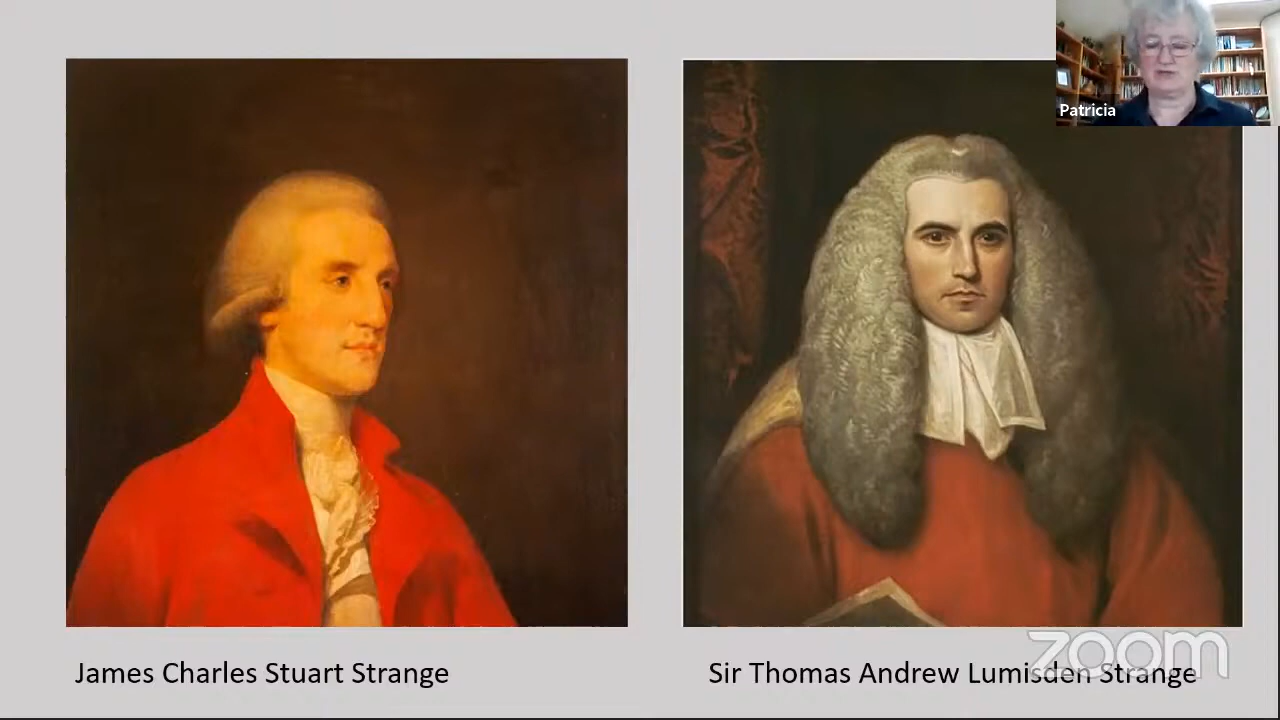 Patricia
James Charles Stuart Strange
Sir Thomas Andrew Lumisden Strange
zoom